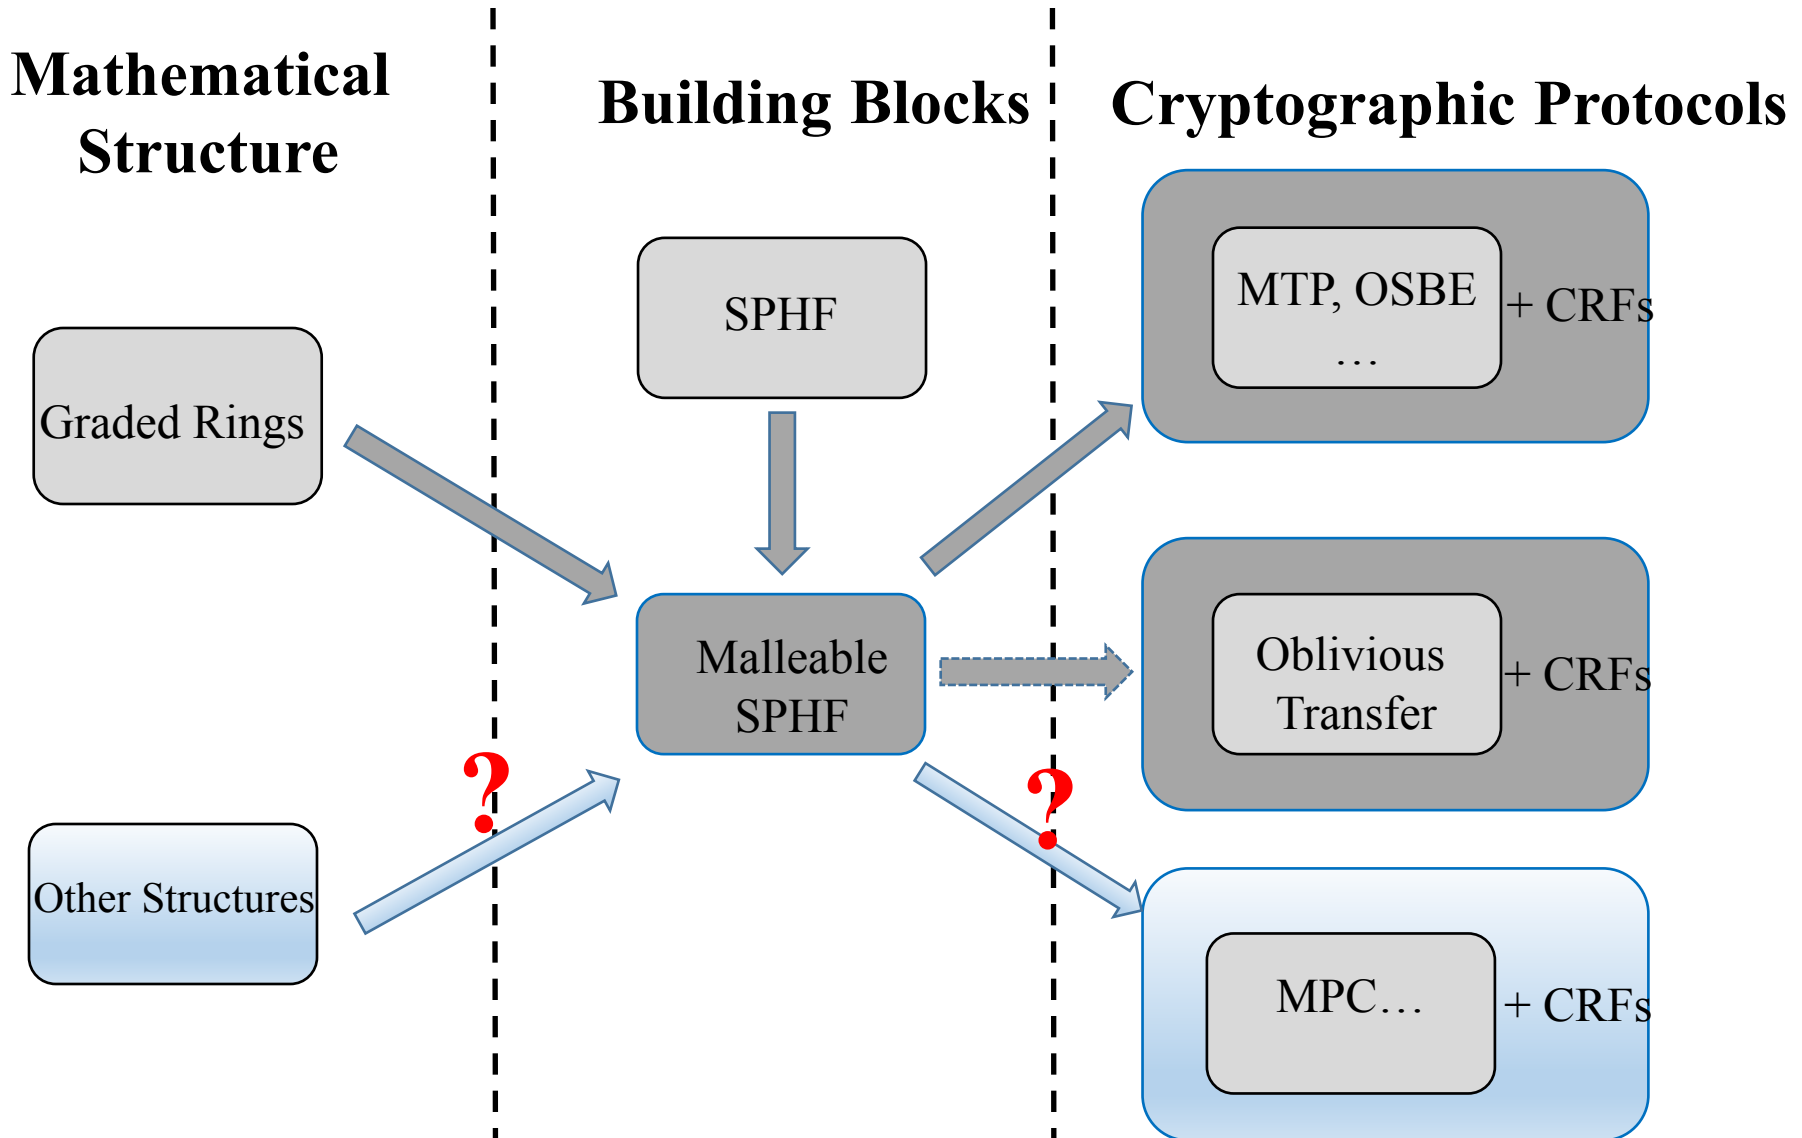 Mathematical
Structure
Building Blocks
Cryptographic Protocols
Graded Rings
Other Structures
?
SPHF
Malleable
SPHF
?
MTP, OSBE
…
+ CRFs
Oblivious
Transfer
+ CRFs
MPC…
+ CRFs